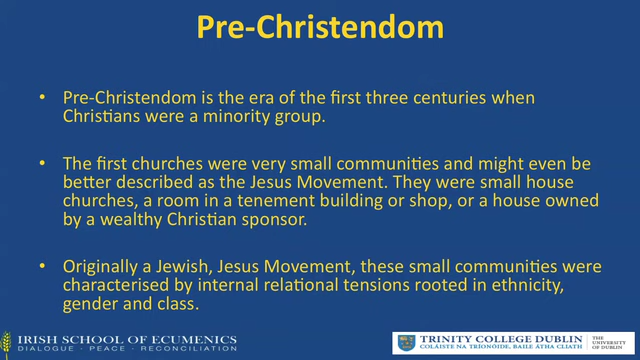 Pre-Christendom
• Pre-Christendom is the era of the first three centuries when
Christians were a minority group.
• The first churches were very small communities and might even be
better described as the Jesus Movement. They were small house
churches, a room in a tenement building or shop, or a house owned
by a wealthy Christian sponsor.
• Originally a Jewish, Jesus Movement, these small communities were
characterised by internal relational tensions rooted in ethnicity,
gender and class.
IRISH SCHOOL OF ECUMENICS
DIALOGUE - PEACE - RECONCILIATION
TRINITY COLLEGE DUBLIN
COLÁISTE NA TRÍONÓIDE, BAILE ÁTHA CLIATH
THE
UNIVERSITY
OF DUBLIN